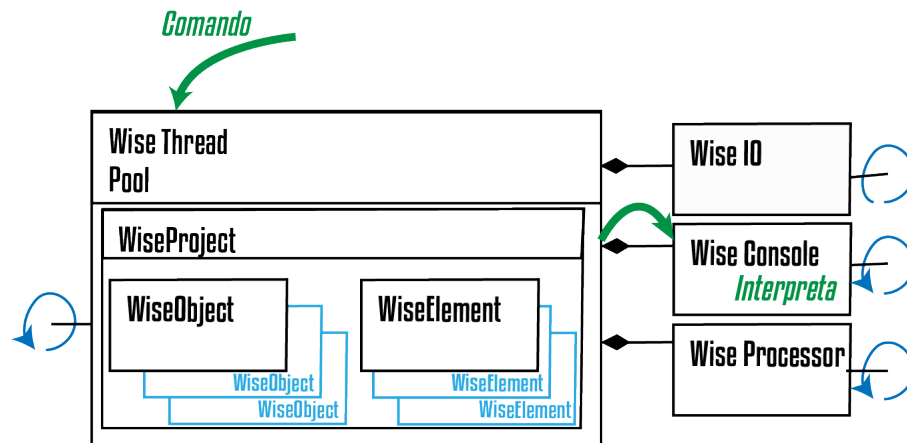 Comando
Wise Thread
Pool
Wise IO
WiseProject
Wise Console
Interpreta
WiseObject
WiseElement
Wise Processor
WiseObject
WiseElement
WiseObject
WiseElement